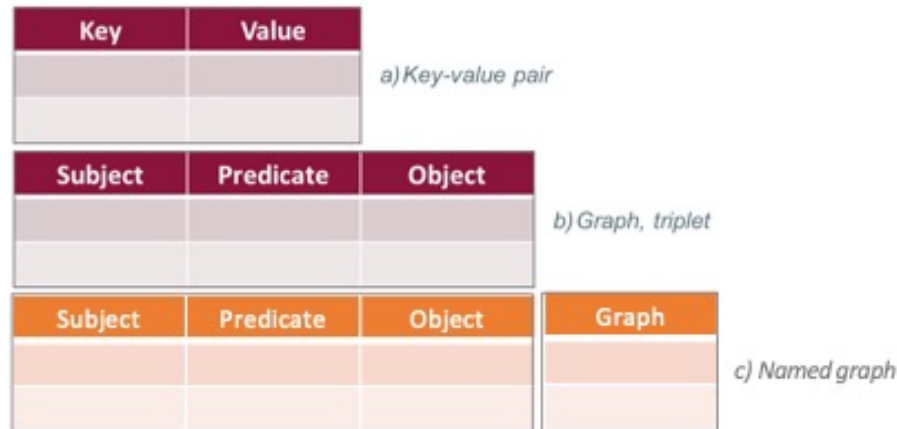 Key Value
a) Key-value pair
Subject Predicate Object
b) Graph, triplet
Subject Predicate Object Graph
c) Named graph